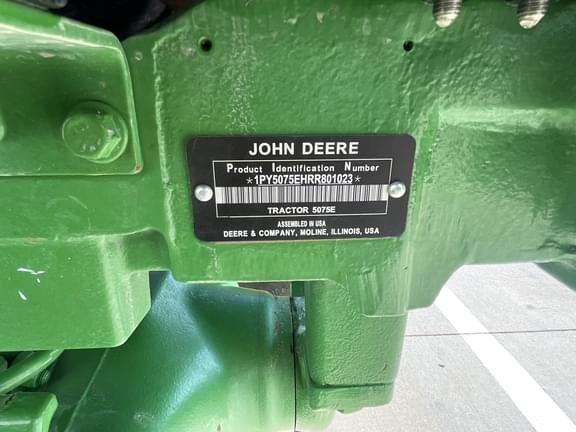 JOHN DEERE
Product Identification Number
*1PY5075EHRR801023*
TRACTOR 5075E
ASSEMBLED IN USA
DEERE & COMPANY, MOLINE, ILLINOIS, USA